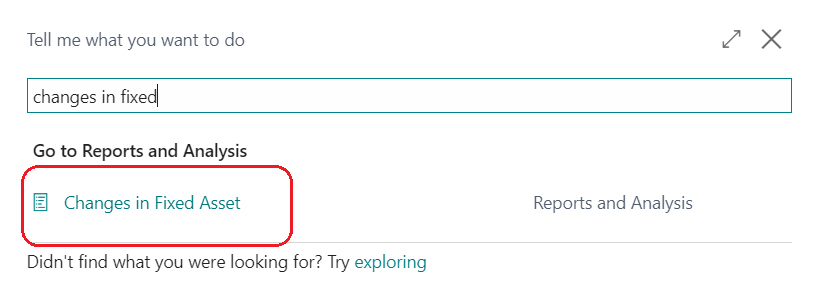 Tell me what you want to do
changes in fixed
Go to Reports and Analysis
Changes in Fixed Asset Reports and Analysis
Didn't find what you were looking for? Try exploring